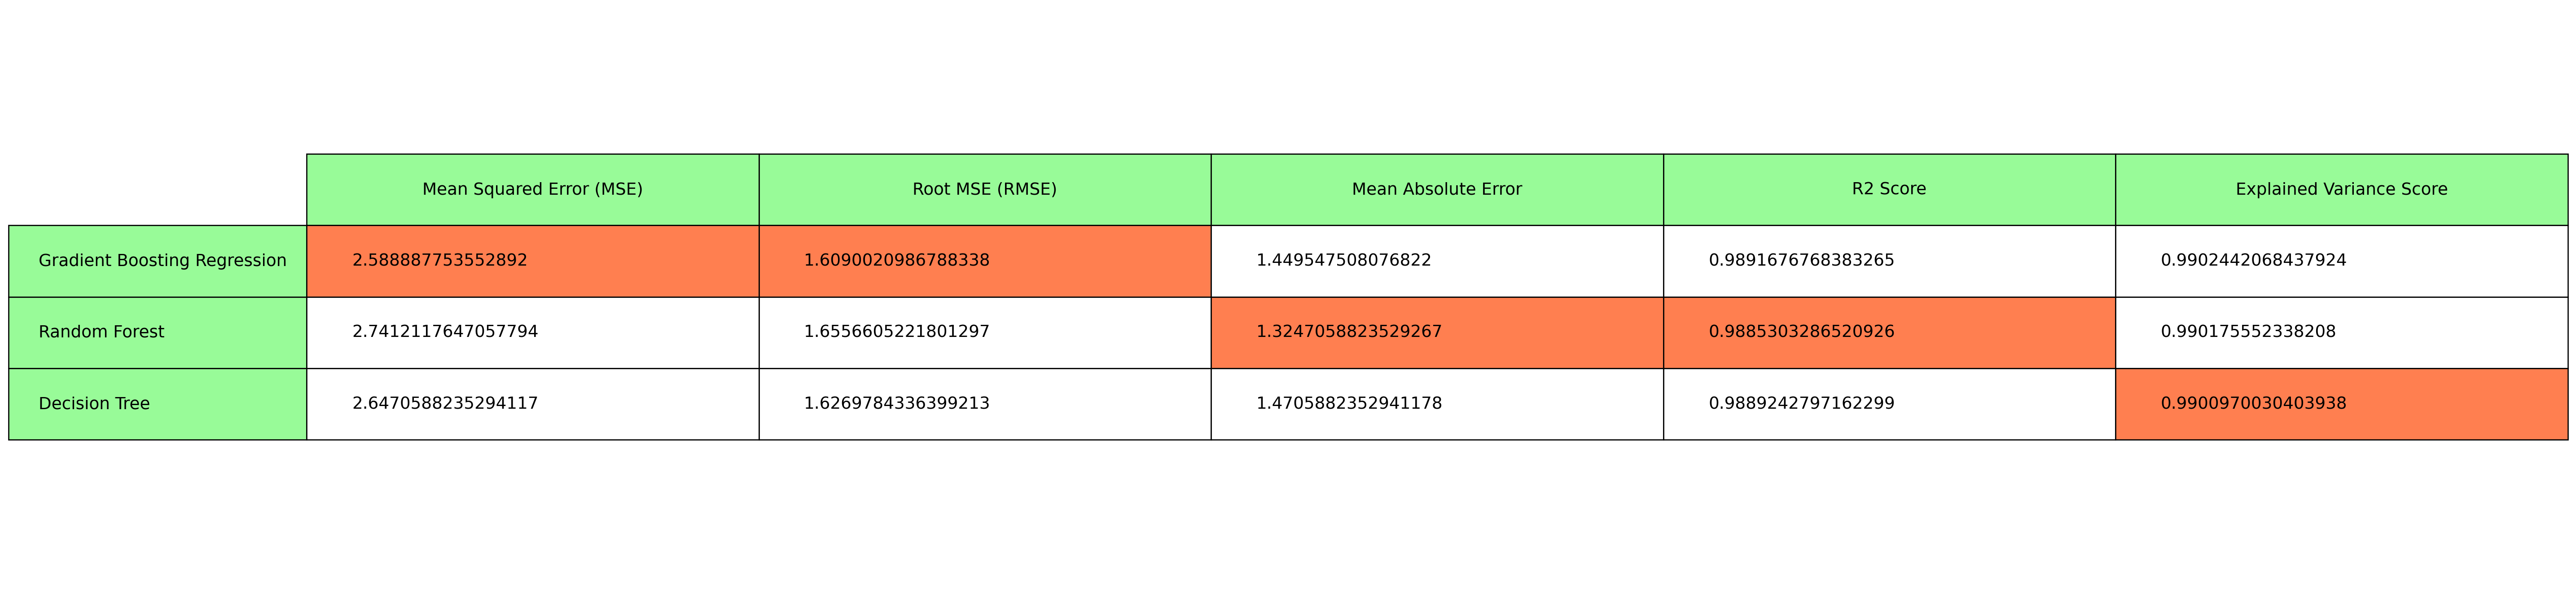 Mean Squared Error (MSE) Root MSE (RMSE) Mean Absolute Error R2 Score Explained Variance Score
Gradient Boosting Regression 2.588887753552892 1.6090020986788338 1.449547508076822 0.9891676768383265 0.9902442068437924
Random Forest 2.7412117647057794 1.6556605221801297 1.3247058823529267 0.9885303286520926 0.990175552338208
Decision Tree 2.6470588235294117 1.6269784336399213 1.4705882352941178 0.9889242797162299 0.9900970030403938